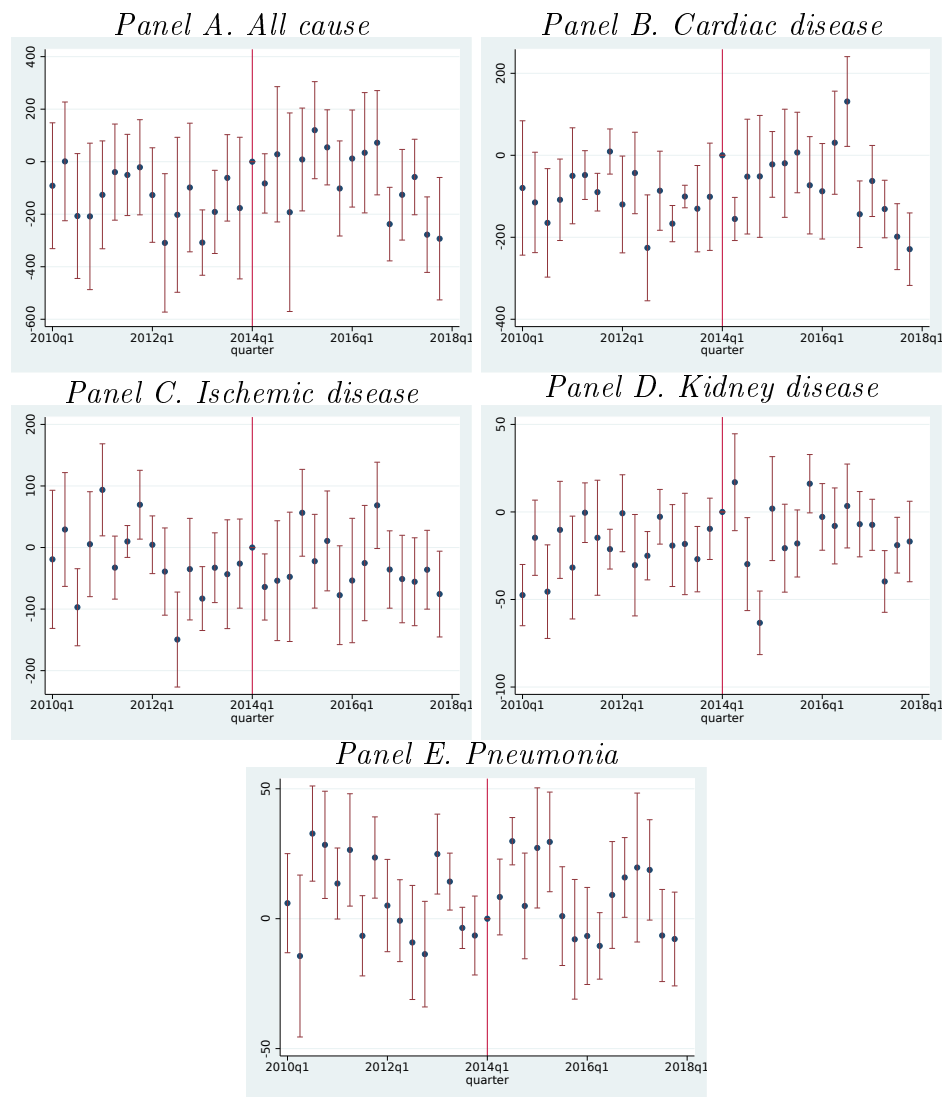 Panel A. All cause
400
200
0
-200
-400
-600
2010q1 2012q1 2014q1 2016q1 2018q1
quarter
Panel B. Cardiac disease
200
0
-200
-400
2010q1 2012q1 2014q1 2016q1 2018q1
quarter
Panel C. Ischemic disease
200
100
0
-100
-200
2010q1 2012q1 2014q1 2016q1 2018q1
quarter
Panel D. Kidney disease
50
0
-50
-100
2010q1 2012q1 2014q1 2016q1 2018q1
quarter
Panel E. Pneumonia
50
0
-50
2010q1 2012q1 2014q1 2016q1 2018q1
quarter